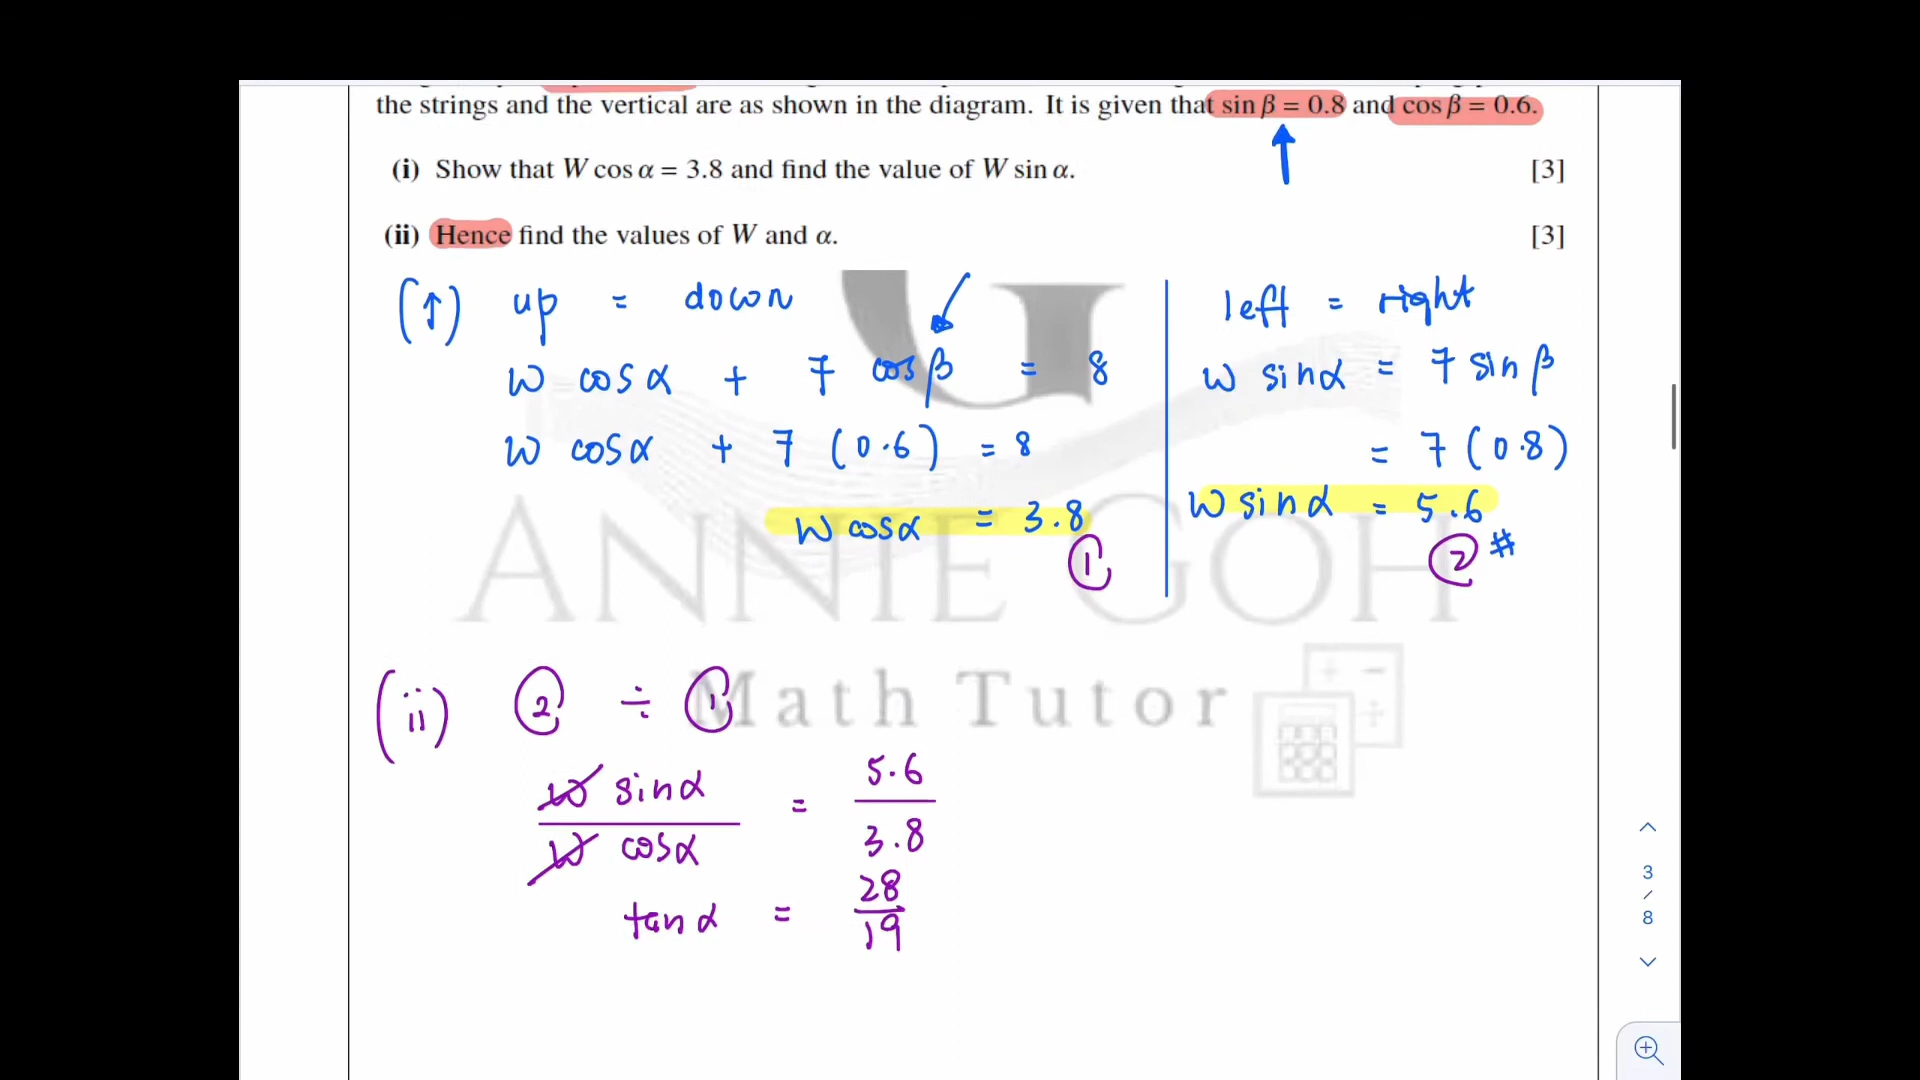 the strings and the vertical are as shown in the diagram. It is given that sin β = 0.8 and cos β = 0.6.
(i) Show that W cos α = 3.8 and find the value of W sin α. [3]
(ii) Hence find the values of W and α. [3]
(↑) up = down
W cos α + 7 cos β = 8
W cos α + 7 (0.6) = 8
W cos α = 3.8
①
left = right
W sin α = 7 sin β
= 7 (0.8)
W sin α = 5.6
② #
ANNIE GOH
Math Tutor
(ii) ② ÷ ①
W sin α / W cos α = 5.6 / 3.8
tan α = 28 / 19
3
/
8